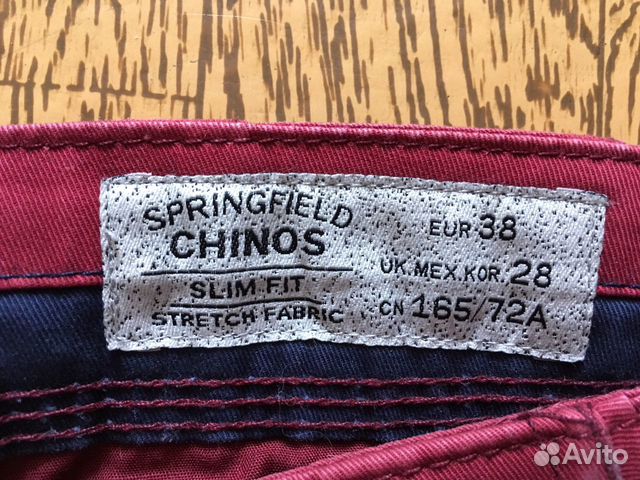 SPRINGFIELD
CHINOS
SLIM FIT
STRETCH FABRIC
EUR 38
UK.MEX.KOR. 28
CN 165/72A
Avito